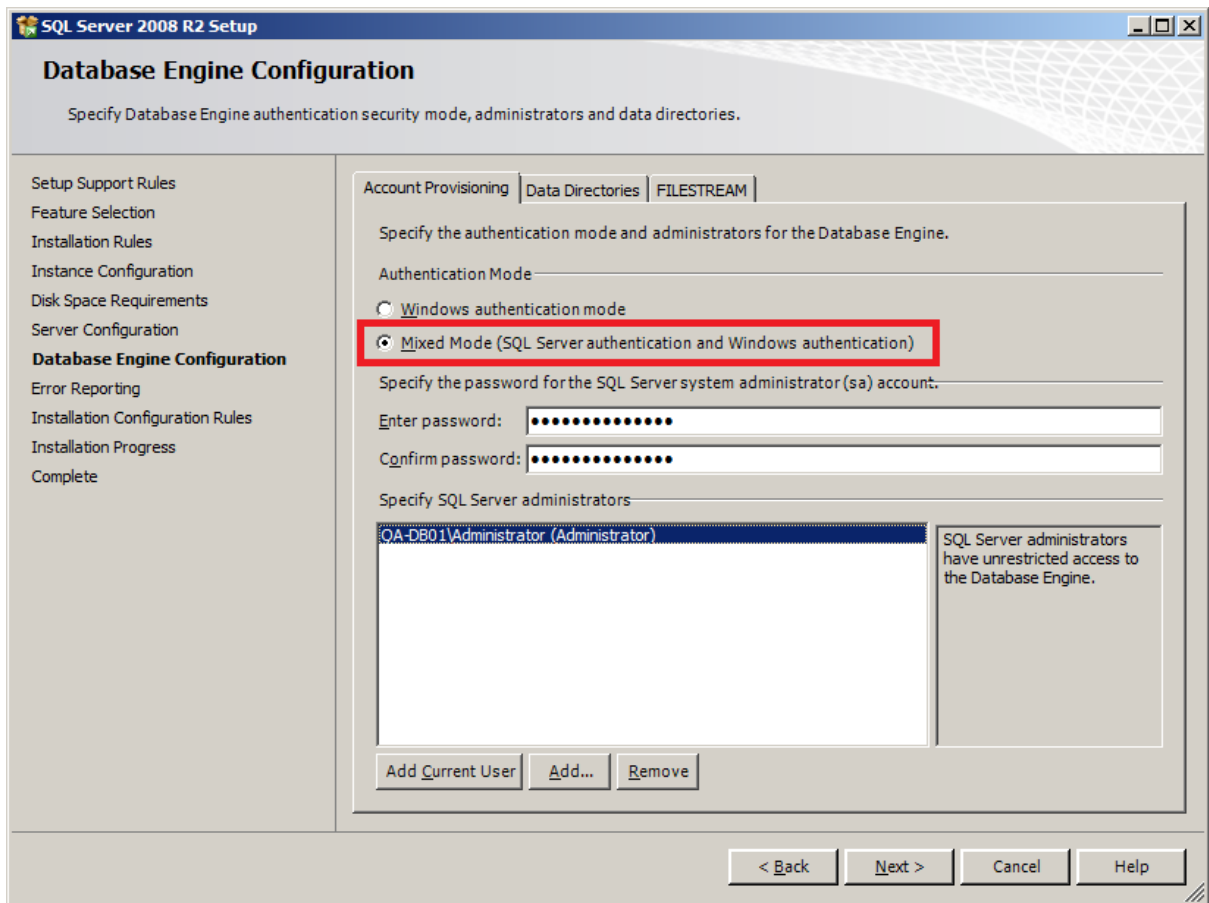 SQL Server 2008 R2 Setup
Database Engine Configuration
Specify Database Engine authentication security mode, administrators and data directories.
Setup Support Rules
Feature Selection
Installation Rules
Instance Configuration
Disk Space Requirements
Server Configuration
Database Engine Configuration
Error Reporting
Installation Configuration Rules
Installation Progress
Complete
Account Provisioning Data Directories FILESTREAM
Specify the authentication mode and administrators for the Database Engine.
Authentication Mode
Windows authentication mode
Mixed Mode (SQL Server authentication and Windows authentication)
Specify the password for the SQL Server system administrator (sa) account.
Enter password: ●●●●●●●●●●●●●●
Confirm password: ●●●●●●●●●●●●●●
Specify SQL Server administrators
QA-DB01\Administrator (Administrator)
SQL Server administrators
have unrestricted access to
the Database Engine.
Add Current User Add... Remove
< Back Next > Cancel Help